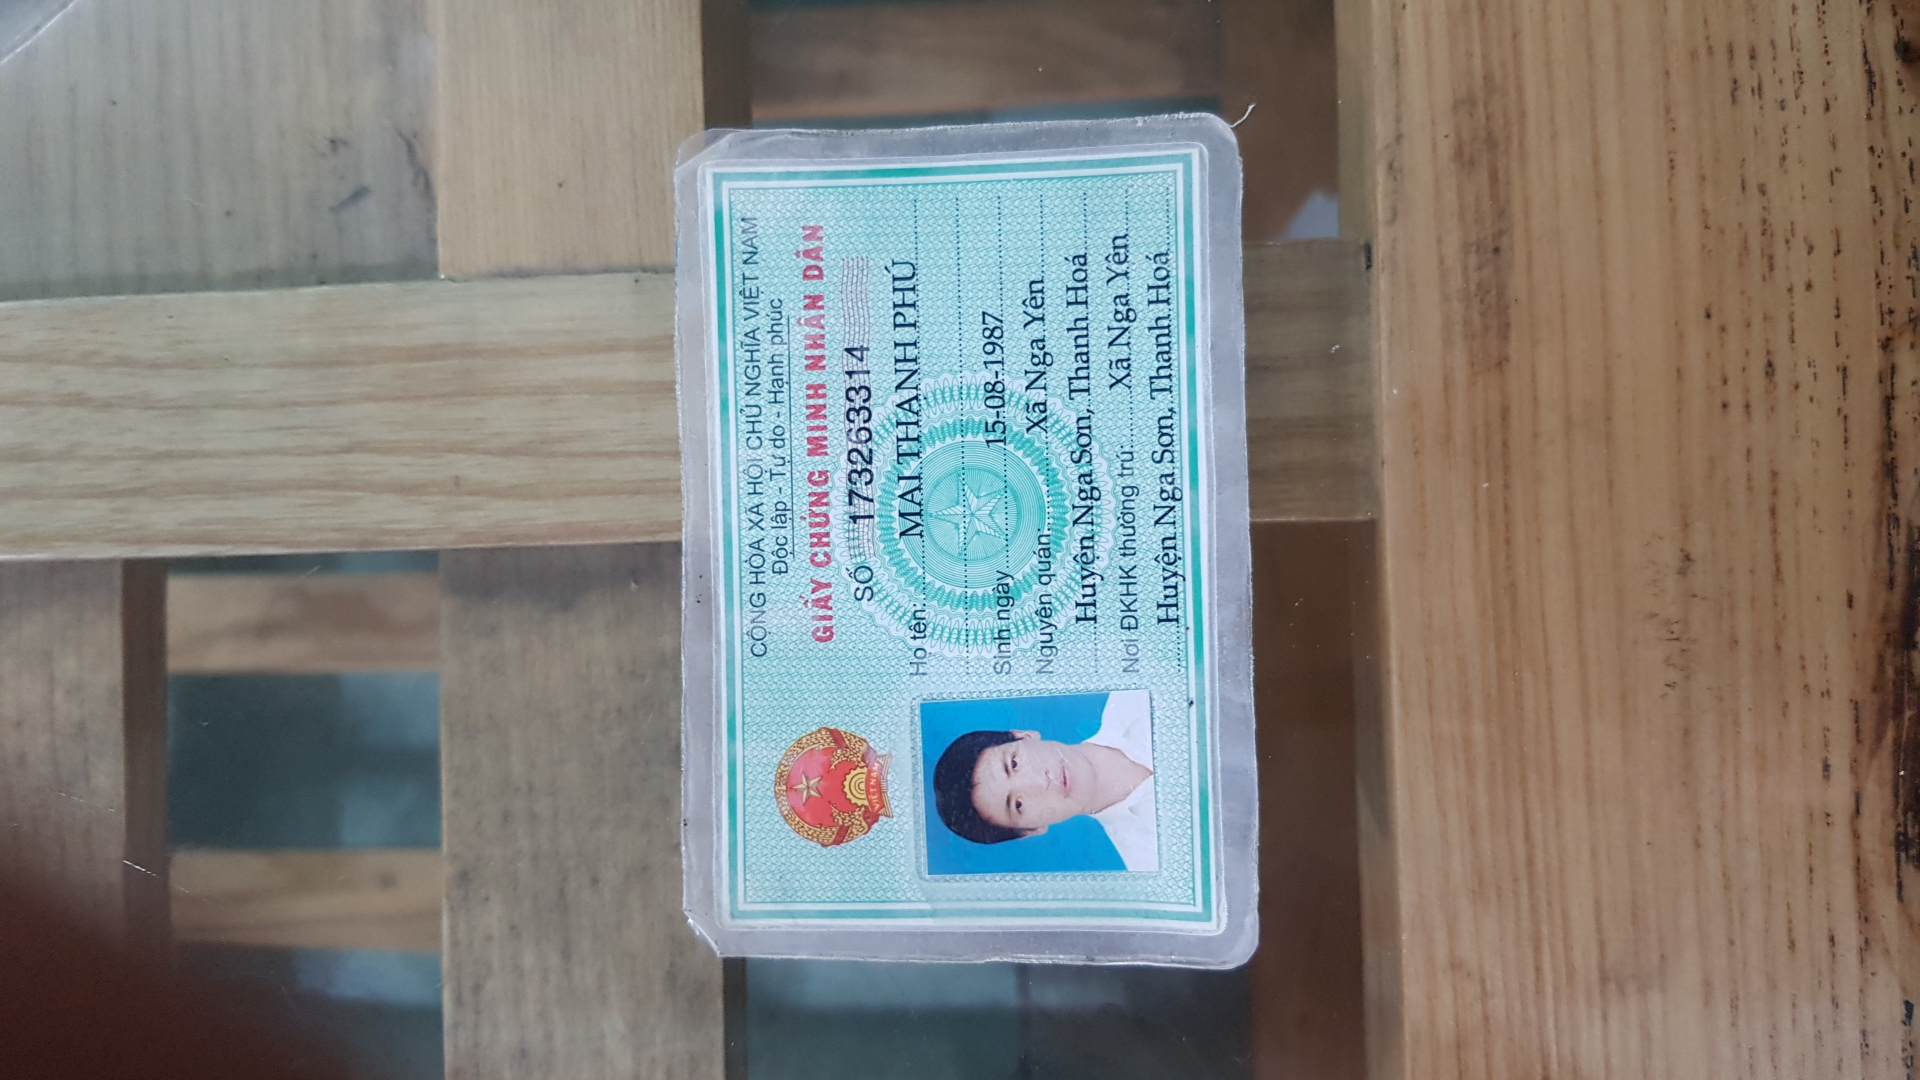 CỘNG HÒA XÃ HỘI CHỦ NGHĨA VIỆT NAM
Độc lập - Tự do - Hạnh phúc
GIẤY CHỨNG MINH NHÂN DÂN
SỐ 173263314
VIỆT NAM
Họ tên: MAI THẠNH PHÚ
Sinh ngày 15-08-1987
Nguyên quán: Xã Nga Yên
Huyện Nga Sơn, Thanh Hoá
Nơi ĐKHK thường trú: Xã Nga Yên
Huyện Nga Sơn, Thanh Hoá